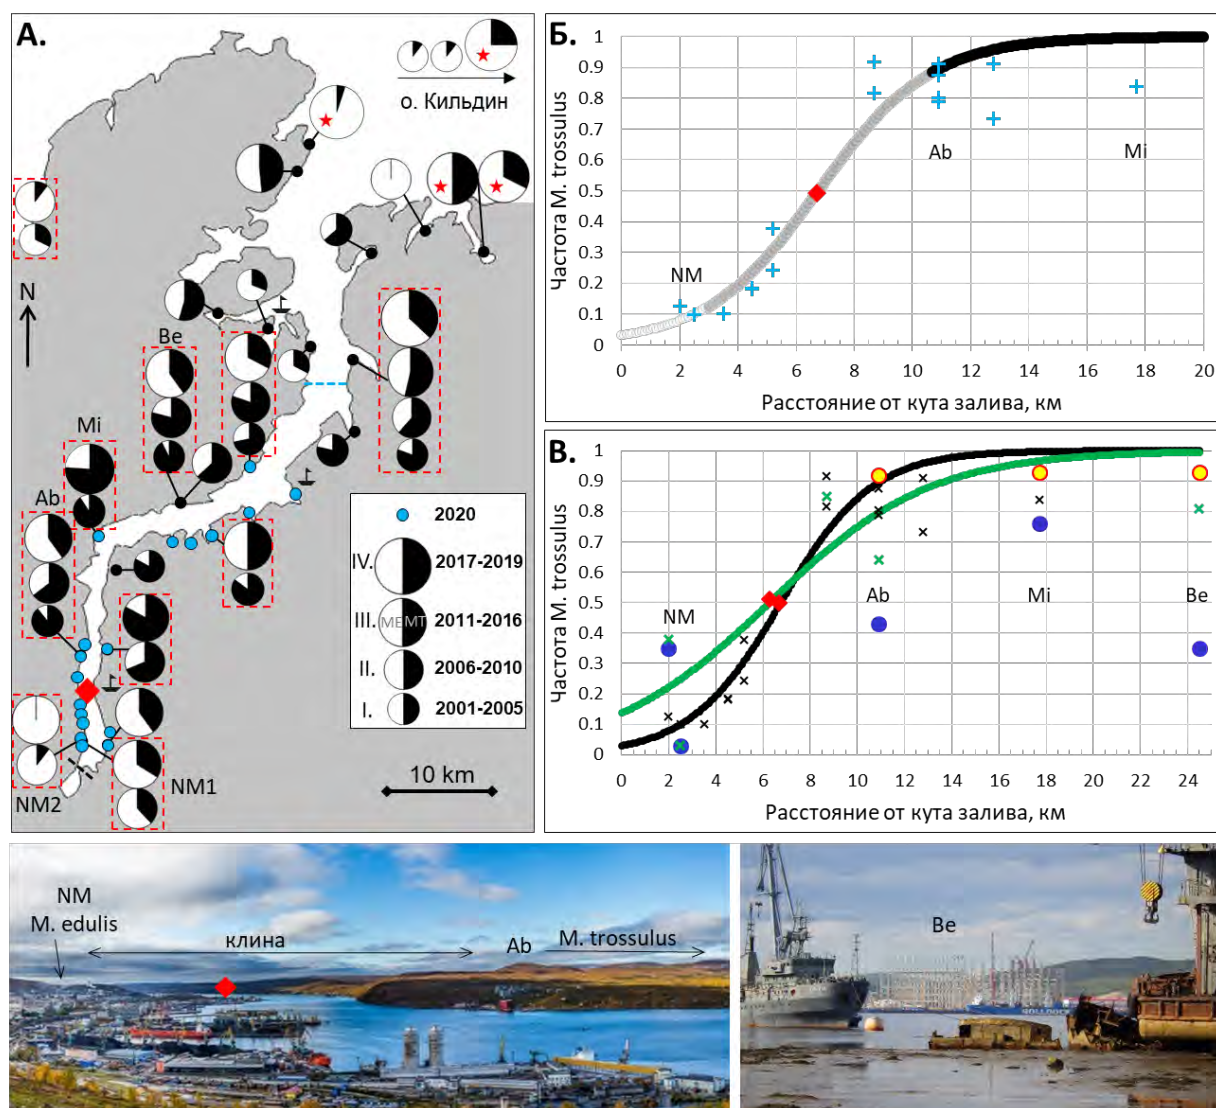 А.
о. Кильдин
N
Be
Mi
Ab
2020
IV.
2017-2019
III.
ME
MT
2011-2016
II.
2006-2010
I.
2001-2005
10 km
NM1
NM2
Б.
Частота M. trossulus
1
0.9
0.8
0.7
0.6
0.5
0.4
0.3
0.2
0.1
0
NM
Ab
Mi
0 2 4 6 8 10 12 14 16 18 20
Расстояние от кута залива, км
В.
Частота M. trossulus
1
0.9
0.8
0.7
0.6
0.5
0.4
0.3
0.2
0.1
0
NM
Ab
Mi
Be
0 2 4 6 8 10 12 14 16 18 20 22 24
Расстояние от кута залива, км
NM
M. edulis
клина
Ab
M. trossulus
Be